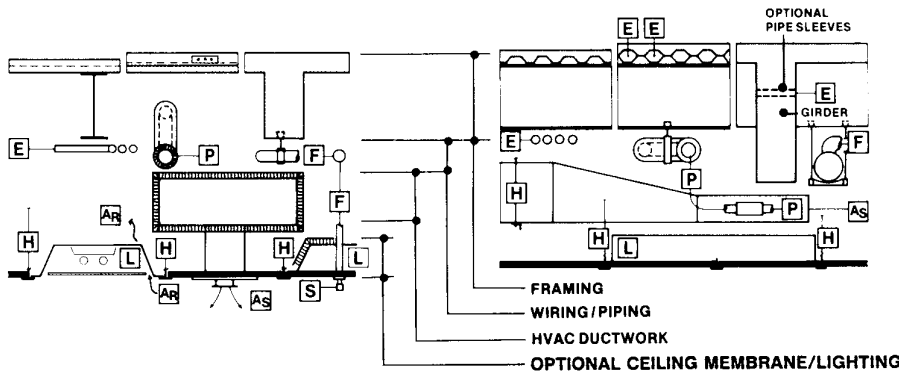 OPTIONAL
PIPE SLEEVES
E E
E
GIRDER
E
P
F
E
F
P
H
F
P
AS
AR
H
H
H
L
L
H
L
H
H
AR
AS
S
FRAMING
WIRING/PIPING
HVAC DUCTWORK
OPTIONAL CEILING MEMBRANE/LIGHTING